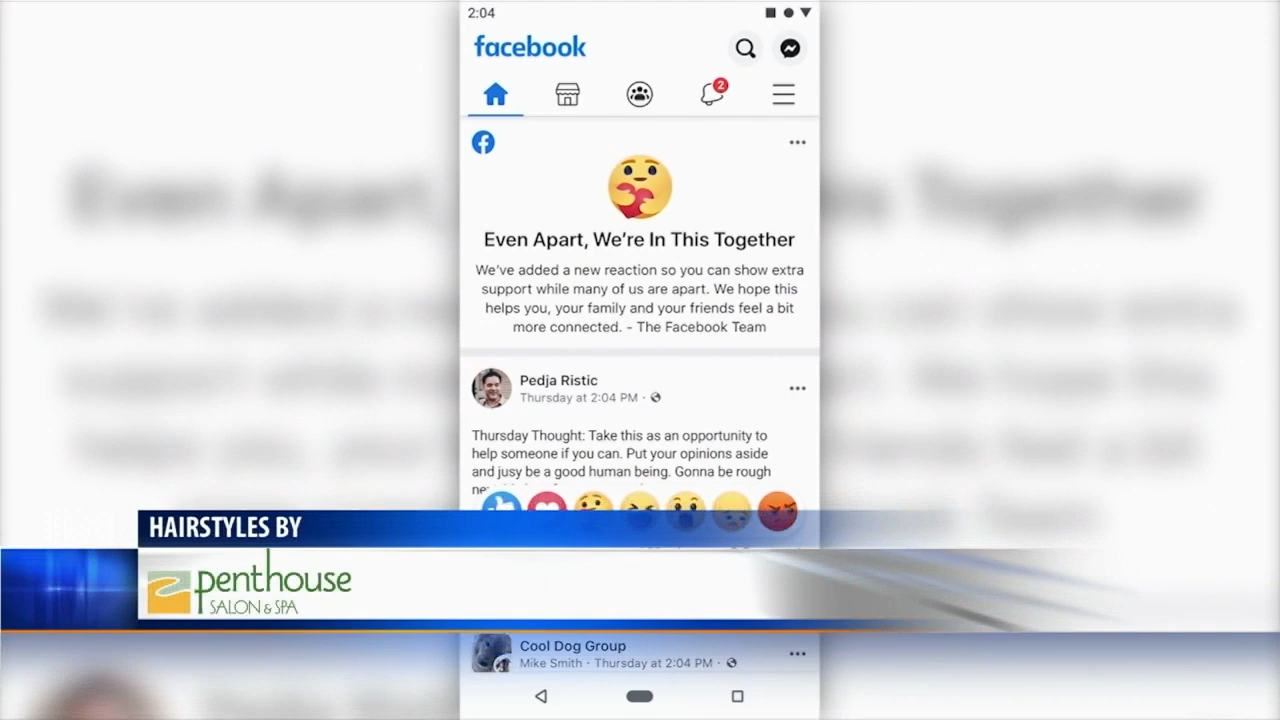 2:04
facebook
2
Even Apart, We're In This Together
We've added a new reaction so you can show extra
support while many of us are apart. We hope this
helps you, your family and your friends feel a bit
more connected. - The Facebook Team
Pedja Ristic
Thursday at 2:04 PM ·
Thursday Thought: Take this as an opportunity to
help someone if you can. Put your opinions aside
and jusy be a good human being. Gonna be rough
HAIRSTYLES BY
penthouse
SALON & SPA
Cool Dog Group
Mike Smith · Thursday at 2:04 PM ·